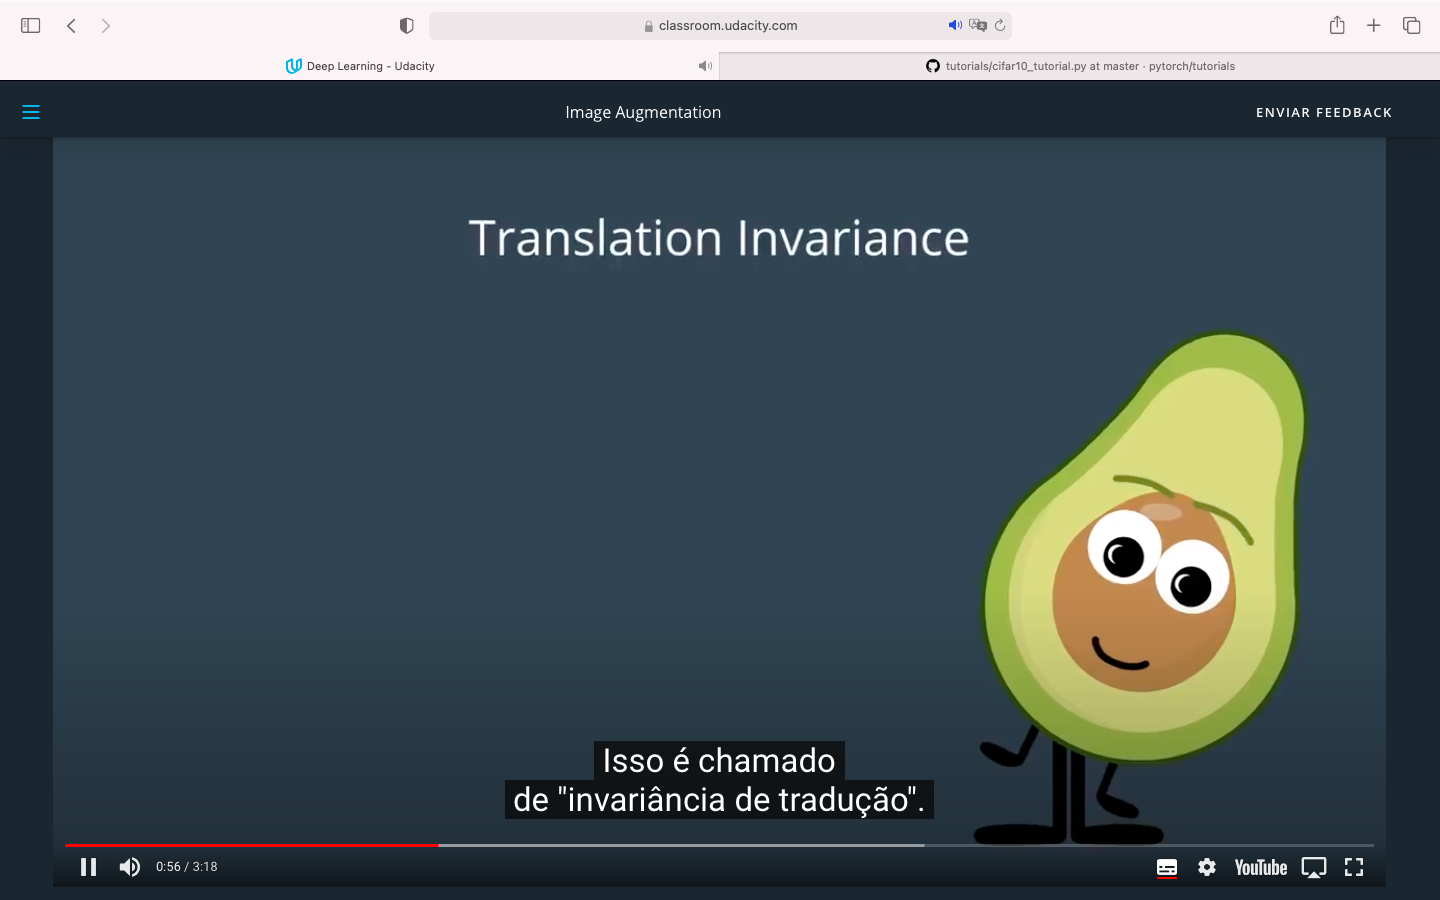 classroom.udacity.com
Deep Learning - Udacity
tutorials/cifar10_tutorial.py at master · pytorch/tutorials
Image Augmentation
ENVIAR FEEDBACK
Translation Invariance
Isso é chamado
de "invariância de tradução".
0:56 / 3:18
YouTube